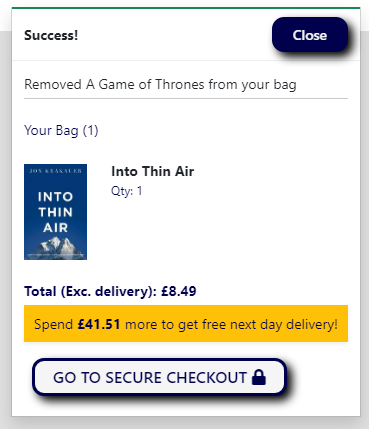 Success!
Close
Removed A Game of Thrones from your bag
Your Bag (1)
JON KRAKAUER
INTO
THIN
AIR
Into Thin Air
Qty: 1
Total (Exc. delivery): £8.49
Spend £41.51 more to get free next day delivery!
GO TO SECURE CHECKOUT